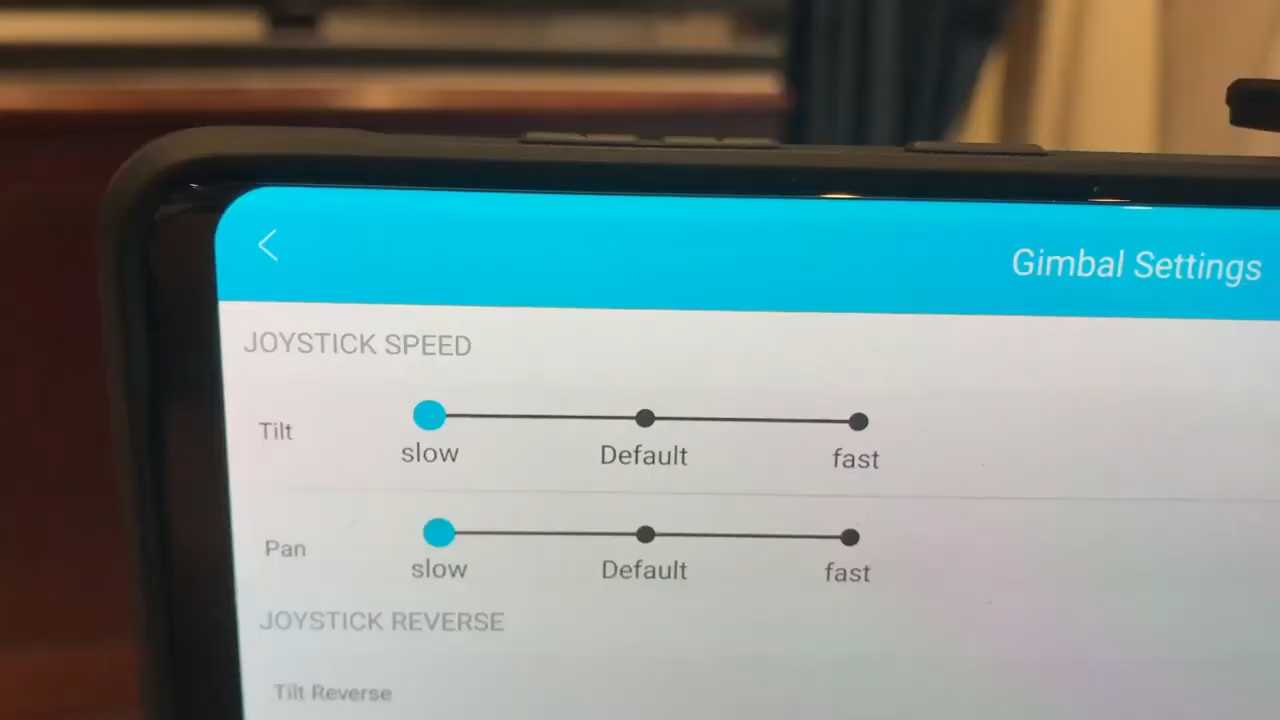 Gimbal Settings
JOYSTICK SPEED
Tilt
slow Default fast
Pan
slow Default fast
JOYSTICK REVERSE
Tilt Reverse